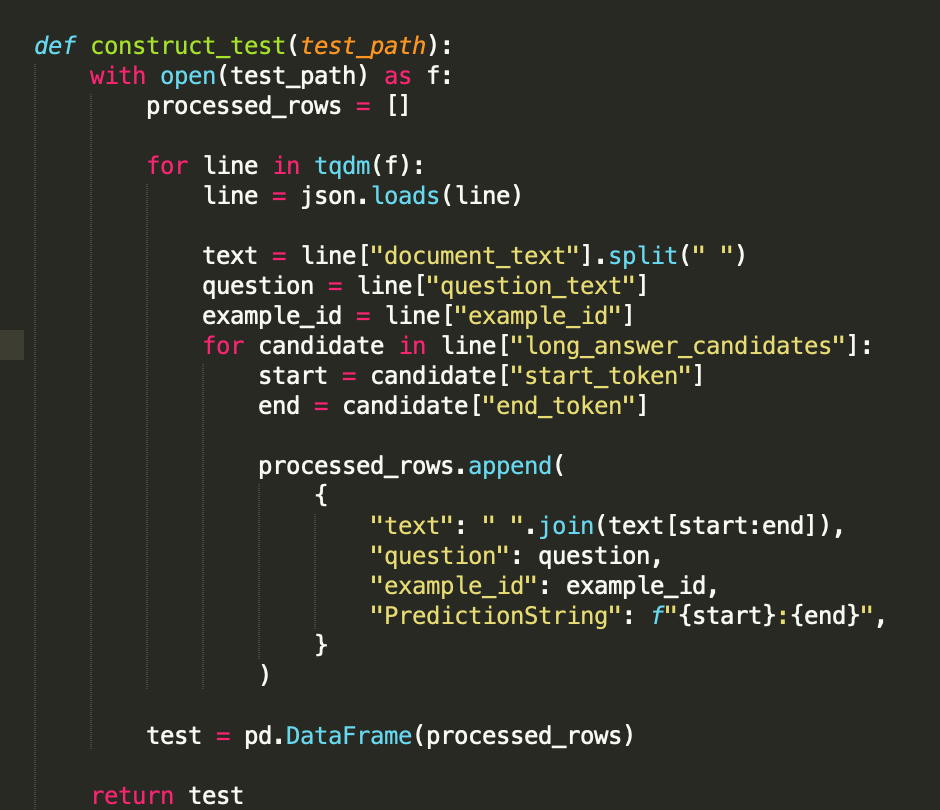 def construct_test(test_path):
    with open(test_path) as f:
        processed_rows = []

        for line in tqdm(f):
            line = json.loads(line)

            text = line["document_text"].split(" ")
            question = line["question_text"]
            example_id = line["example_id"]
            for candidate in line["long_answer_candidates"]:
                start = candidate["start_token"]
                end = candidate["end_token"]

                processed_rows.append(
                    {
                        "text": " ".join(text[start:end]),
                        "question": question,
                        "example_id": example_id,
                        "PredictionString": f"{start}:{end}",
                    }
                )

        test = pd.DataFrame(processed_rows)

    return test